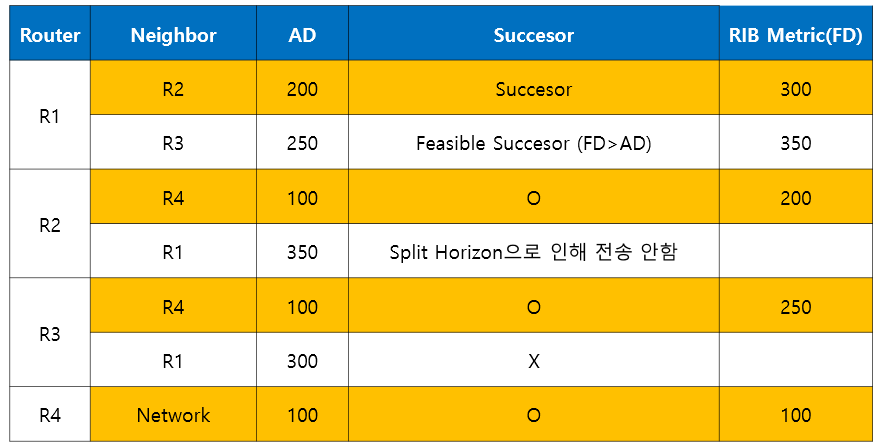 Router Neighbor AD Succesor RIB Metric(FD)
R1 R2 200 Succesor 300
R3 250 Feasible Succesor (FD>AD) 350
R2 R4 100 O 200
R1 350 Split Horizon으로 인해 전송 안함
R3 R4 100 O 250
R1 300 X
R4 Network 100 O 100